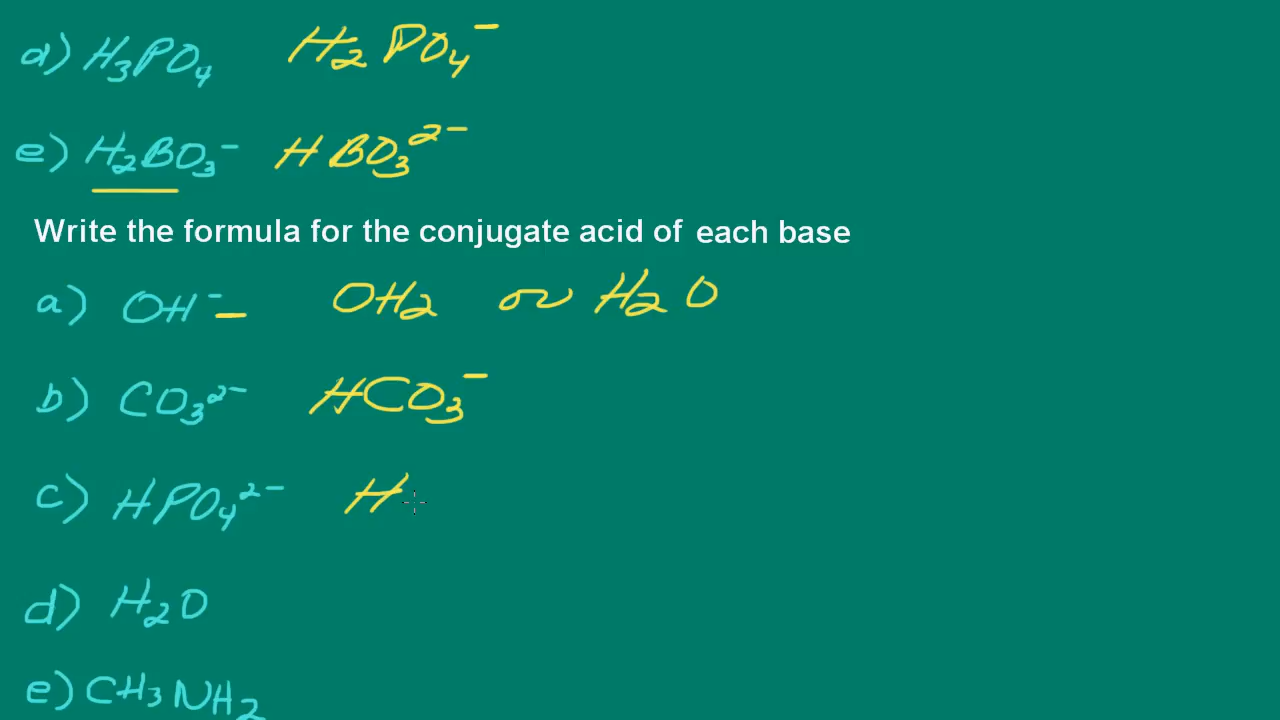 d) H₃PO₄ H₂PO₄⁻
e) H₂BO₃⁻ HBO₃²⁻
Write the formula for the conjugate acid of each base
a) OH⁻ OH₂ or H₂O
b) CO₃²⁻ HCO₃⁻
c) HPO₄²⁻ H
d) H₂O
e) CH₃NH₂